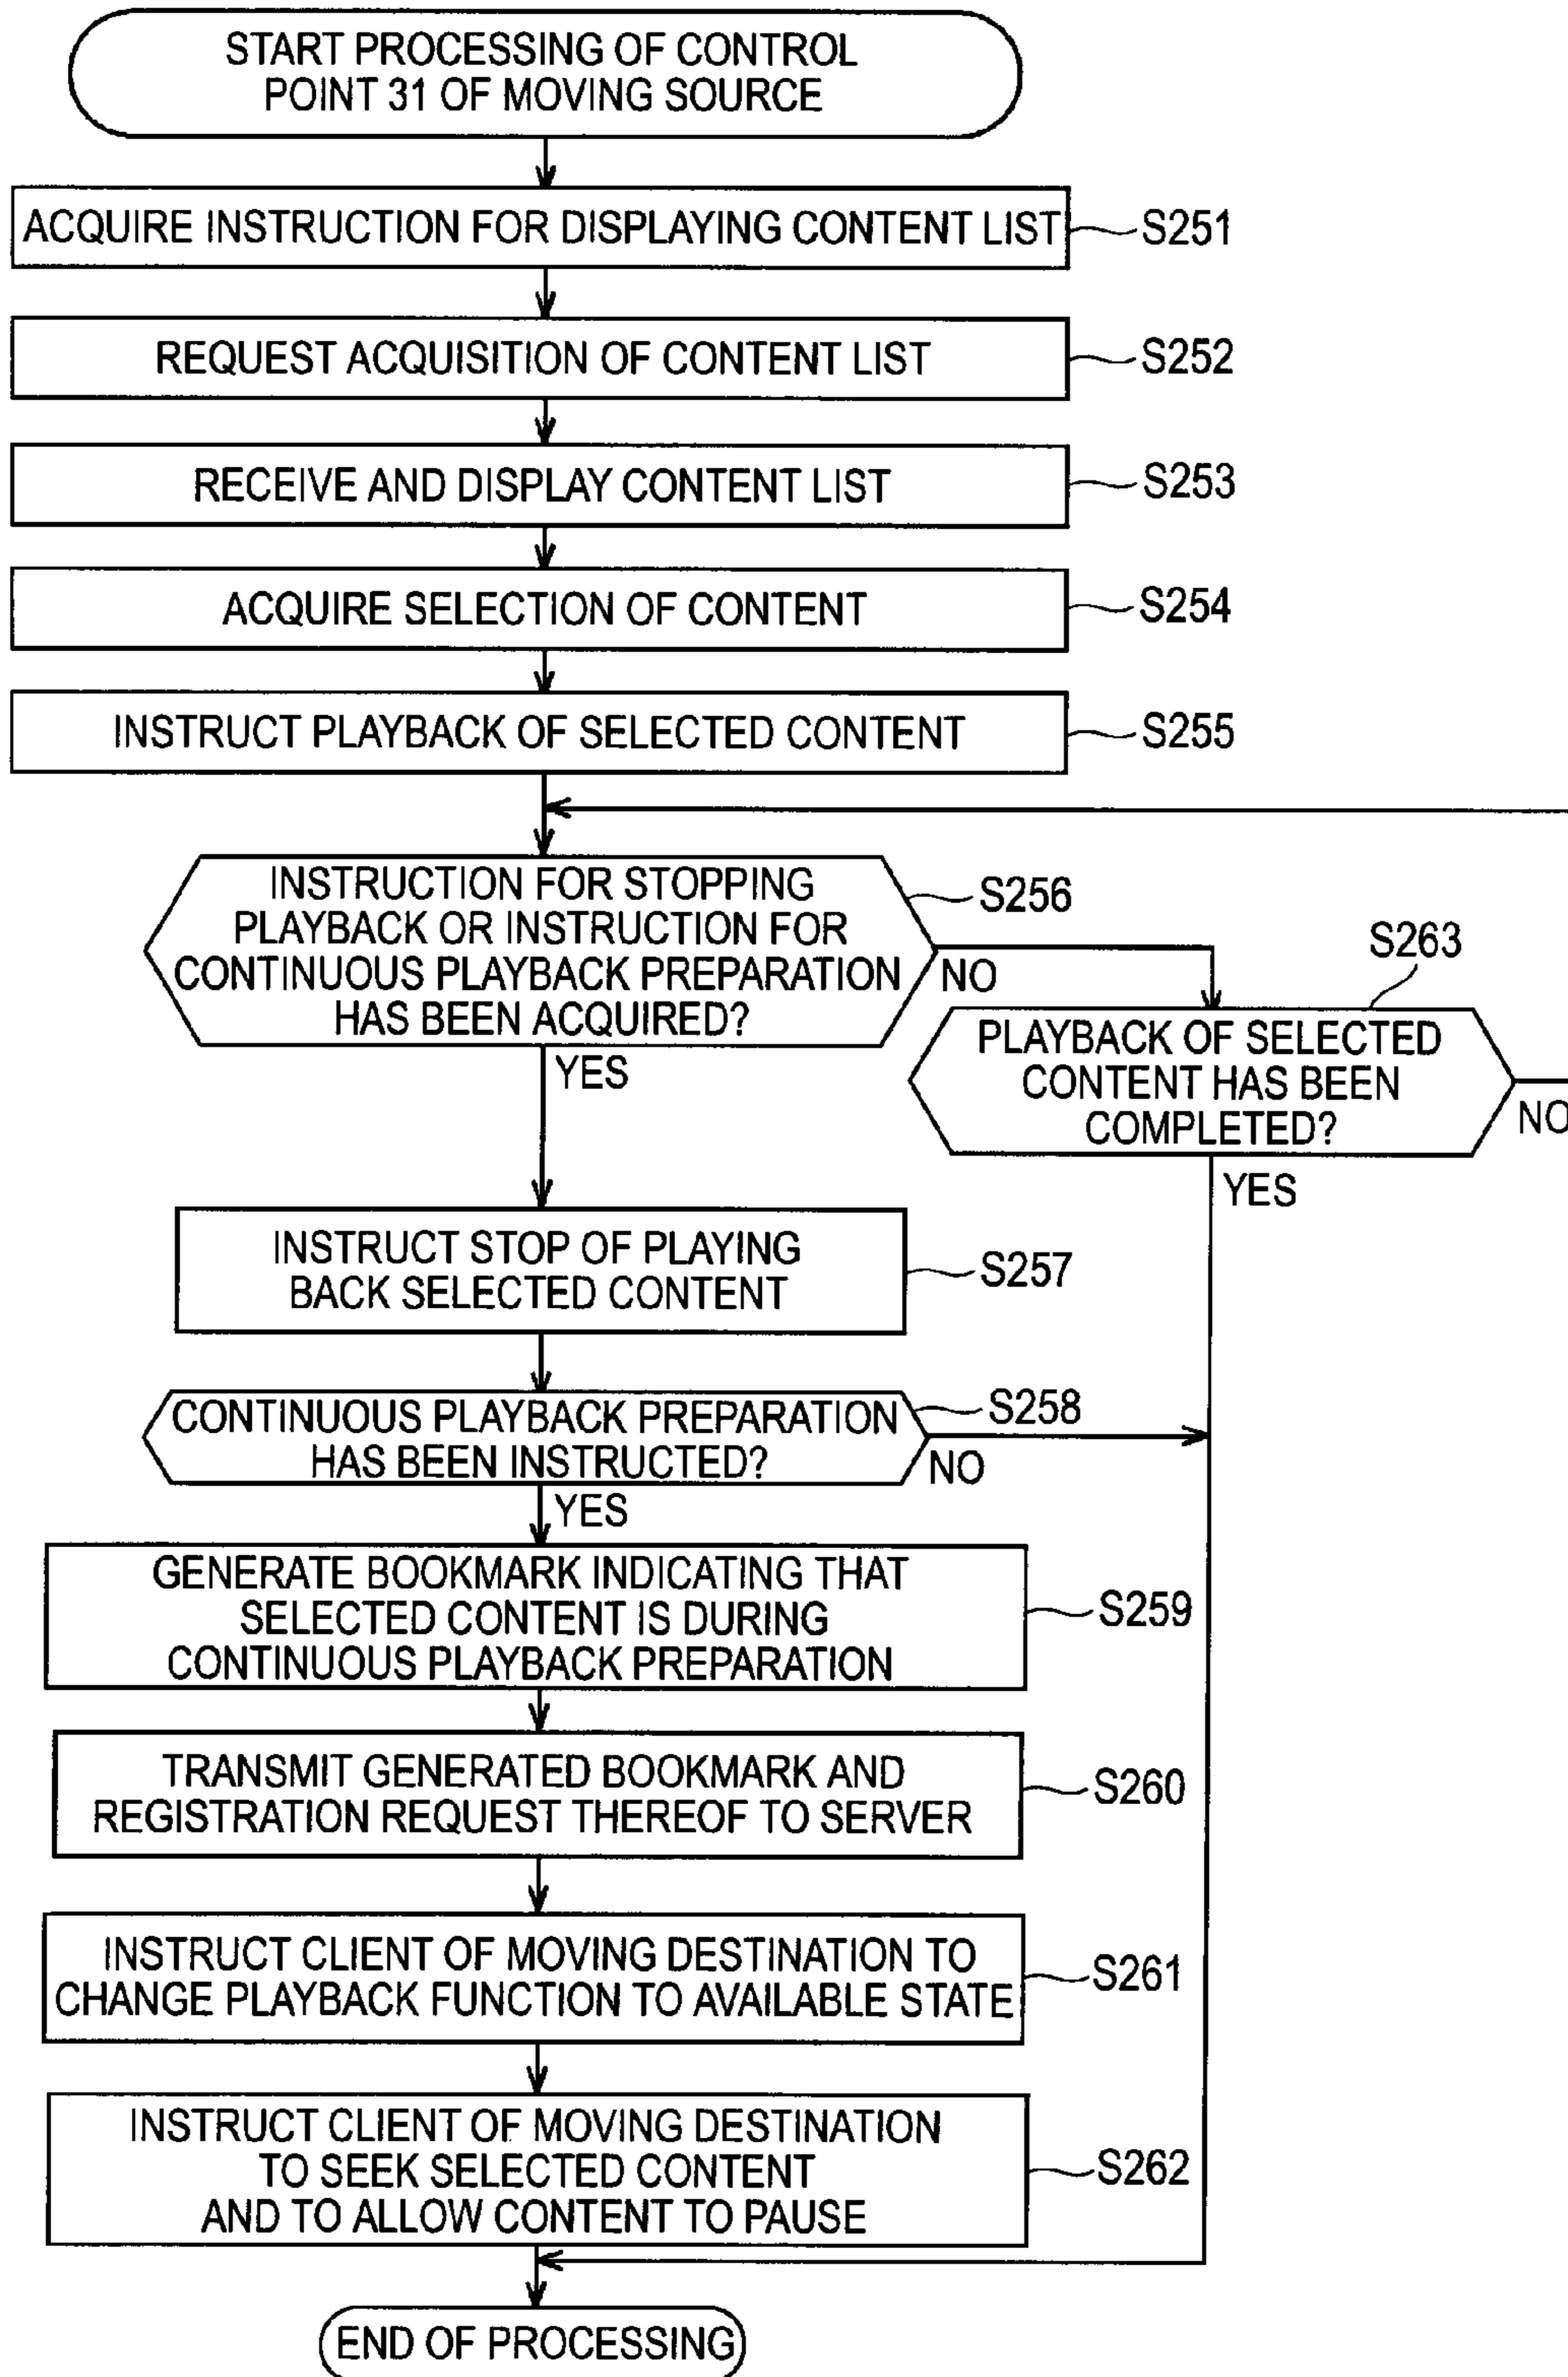 START PROCESSING OF CONTROL
POINT 31 OF MOVING SOURCE
ACQUIRE INSTRUCTION FOR DISPLAYING CONTENT LIST
S251
REQUEST ACQUISITION OF CONTENT LIST
S252
RECEIVE AND DISPLAY CONTENT LIST
S253
ACQUIRE SELECTION OF CONTENT
S254
INSTRUCT PLAYBACK OF SELECTED CONTENT
S255
INSTRUCTION FOR STOPPING
PLAYBACK OR INSTRUCTION FOR
CONTINUOUS PLAYBACK PREPARATION
HAS BEEN ACQUIRED?
S256
NO
YES
S263
PLAYBACK OF SELECTED
CONTENT HAS BEEN
COMPLETED?
NO
YES
INSTRUCT STOP OF PLAYING
BACK SELECTED CONTENT
S257
CONTINUOUS PLAYBACK PREPARATION
HAS BEEN INSTRUCTED?
S258
NO
YES
GENERATE BOOKMARK INDICATING THAT
SELECTED CONTENT IS DURING
CONTINUOUS PLAYBACK PREPARATION
S259
TRANSMIT GENERATED BOOKMARK AND
REGISTRATION REQUEST THEREOF TO SERVER
S260
INSTRUCT CLIENT OF MOVING DESTINATION TO
CHANGE PLAYBACK FUNCTION TO AVAILABLE STATE
S261
INSTRUCT CLIENT OF MOVING DESTINATION
TO SEEK SELECTED CONTENT
AND TO ALLOW CONTENT TO PAUSE
S262
END OF PROCESSING